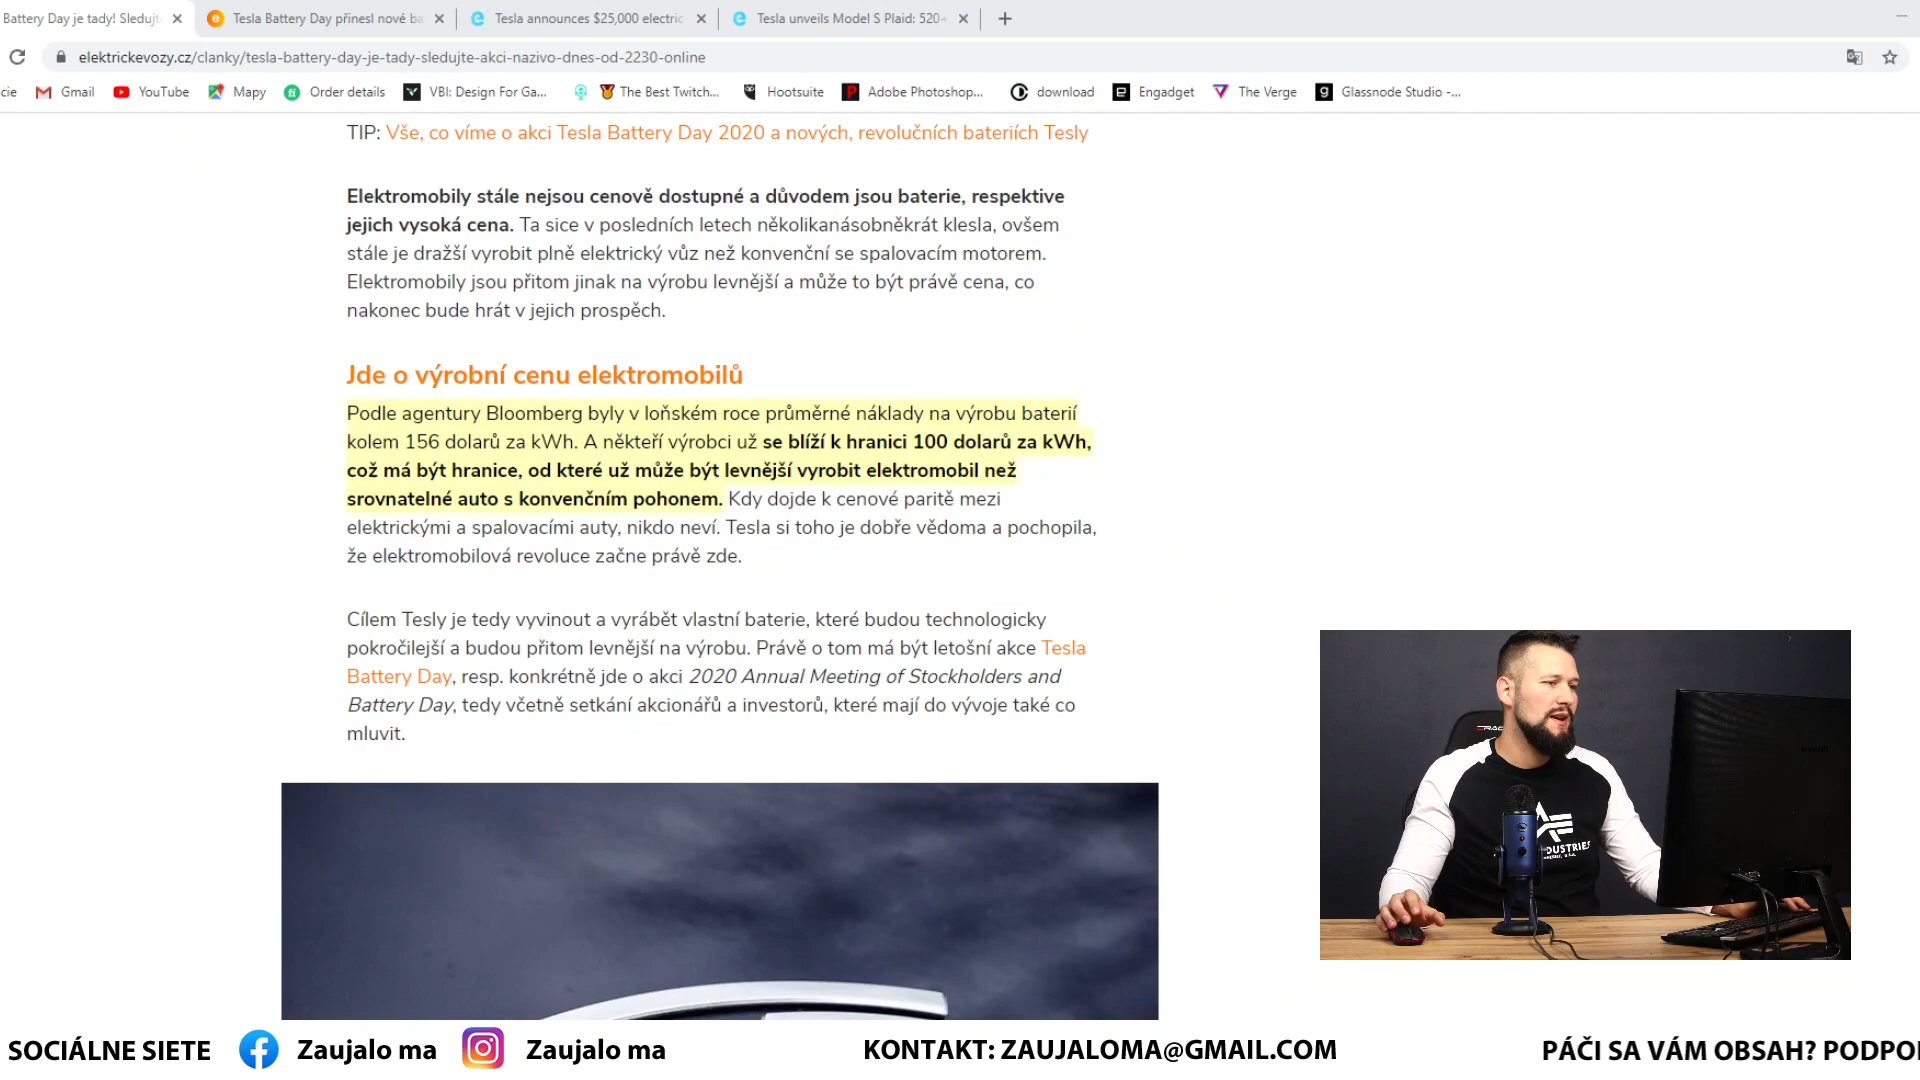 Battery Day je tady! Sleduj
Tesla Battery Day přinesl nové ba
Tesla announces $25,000 electric
Tesla unveils Model S Plaid: 520+
elektrickevozy.cz/clanky/tesla-battery-day-je-tady-sledujte-akci-nazivo-dnes-od-2230-online
cie
Gmail
YouTube
Mapy
Order details
VBI: Design For Ga...
The Best Twitch...
Hootsuite
Adobe Photoshop...
download
Engadget
The Verge
Glassnode Studio -...
TIP: Vše, co víme o akci Tesla Battery Day 2020 a nových, revolučních bateriích Tesly
Elektromobily stále nejsou cenově dostupné a důvodem jsou baterie, respektive
jejich vysoká cena. Ta sice v posledních letech několikanásobněkrát klesla, ovšem
stále je dražší vyrobit plně elektrický vůz než konvenční se spalovacím motorem.
Elektromobily jsou přitom jinak na výrobu levnější a může to být právě cena, co
nakonec bude hrát v jejich prospěch.
Jde o výrobní cenu elektromobilů
Podle agentury Bloomberg byly v loňském roce průměrné náklady na výrobu baterií
kolem 156 dolarů za kWh. A někteří výrobci už se blíží k hranici 100 dolarů za kWh,
což má být hranice, od které už může být levnější vyrobit elektromobil než
srovnatelné auto s konvenčním pohonem. Kdy dojde k cenové paritě mezi
elektrickými a spalovacími auty, nikdo neví. Tesla si toho je dobře vědoma a pochopila,
že elektromobilová revoluce začne právě zde.
Cílem Tesly je tedy vyvinout a vyrábět vlastní baterie, které budou technologicky
pokročilejší a budou přitom levnější na výrobu. Právě o tom má být letošní akce Tesla
Battery Day, resp. konkrétně jde o akci 2020 Annual Meeting of Stockholders and
Battery Day, tedy včetně setkání akcionářů a investorů, které mají do vývoje také co
mluvit.
SOCIÁLNE SIETE
Zaujalo ma
Zaujalo ma
KONTAKT: ZAUJALOMA@GMAIL.COM
PÁČI SA VÁM OBSAH? PODPO